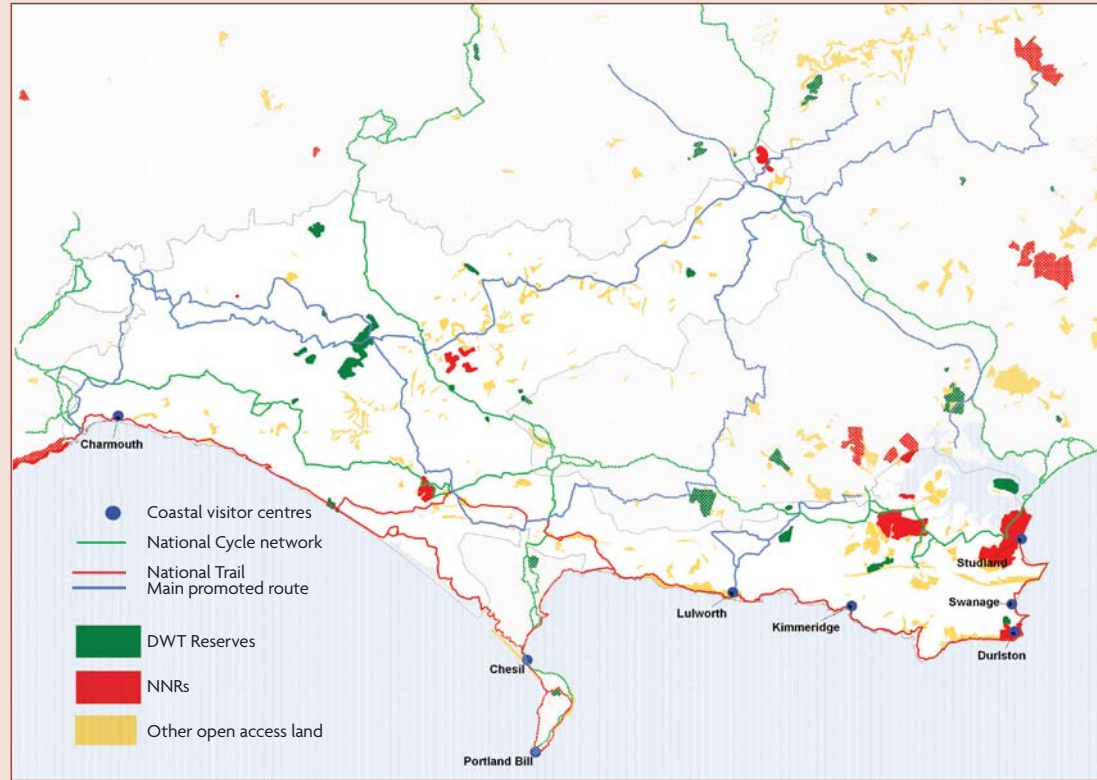 Charmouth
Coastal visitor centres
National Cycle network
National Trail
Main promoted route
DWT Reserves
NNRs
Other open access land
Studland
Swanage
Lulworth
Kimmeridge
Durlston
Chesil
Portland Bill